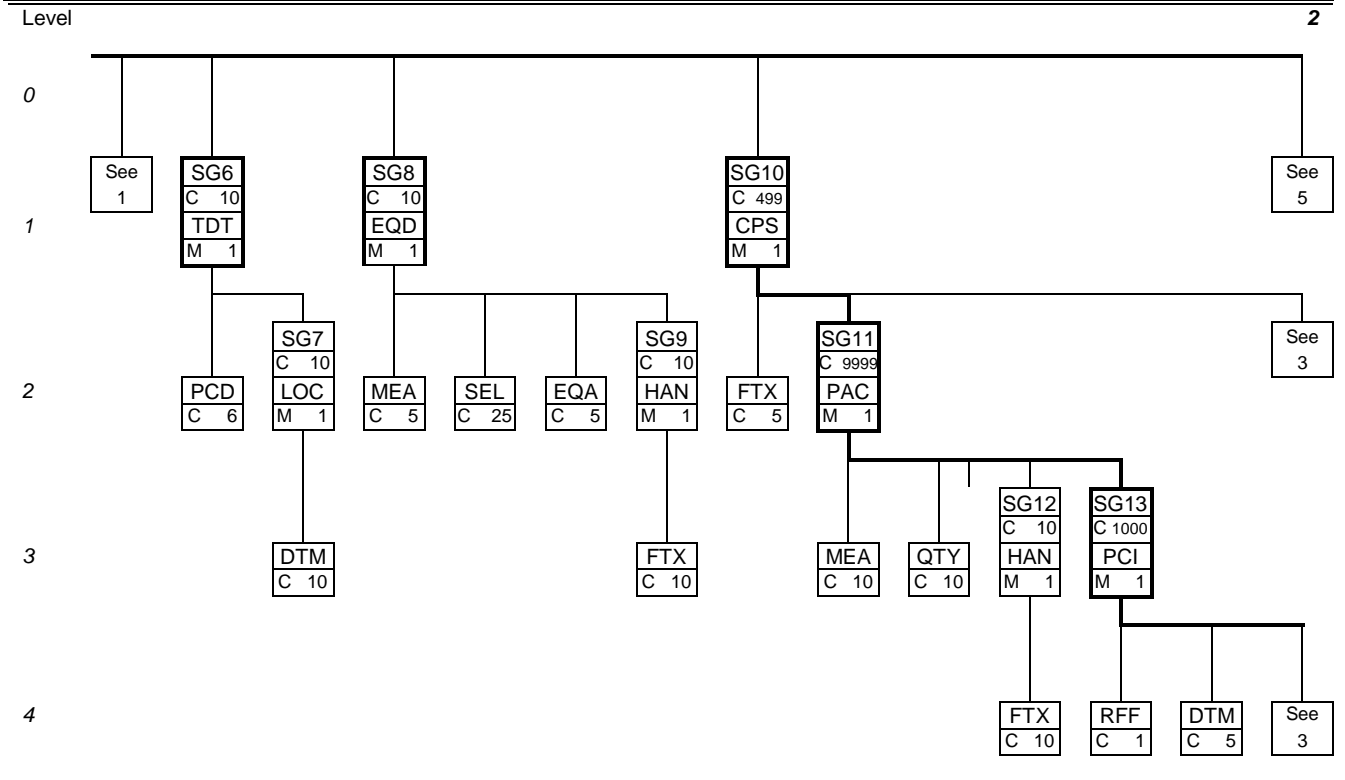 Level 2
0
See 1
SG6 C 10 TDT M 1
SG8 C 10 EQD M 1
SG10 C 499 CPS M 1
See 5
1
PCD C 6
SG7 C 10 LOC M 1
MEA C 5
SEL C 25
EQA C 5
SG9 C 10 HAN M 1
FTX C 5
SG11 C 9999 PAC M 1
See 3
2
DTM C 10
FTX C 10
MEA C 10
QTY C 10
SG12 C 10 HAN M 1
SG13 C 1000 PCI M 1
3
FTX C 10
RFF C 1
DTM C 5
See 3
4